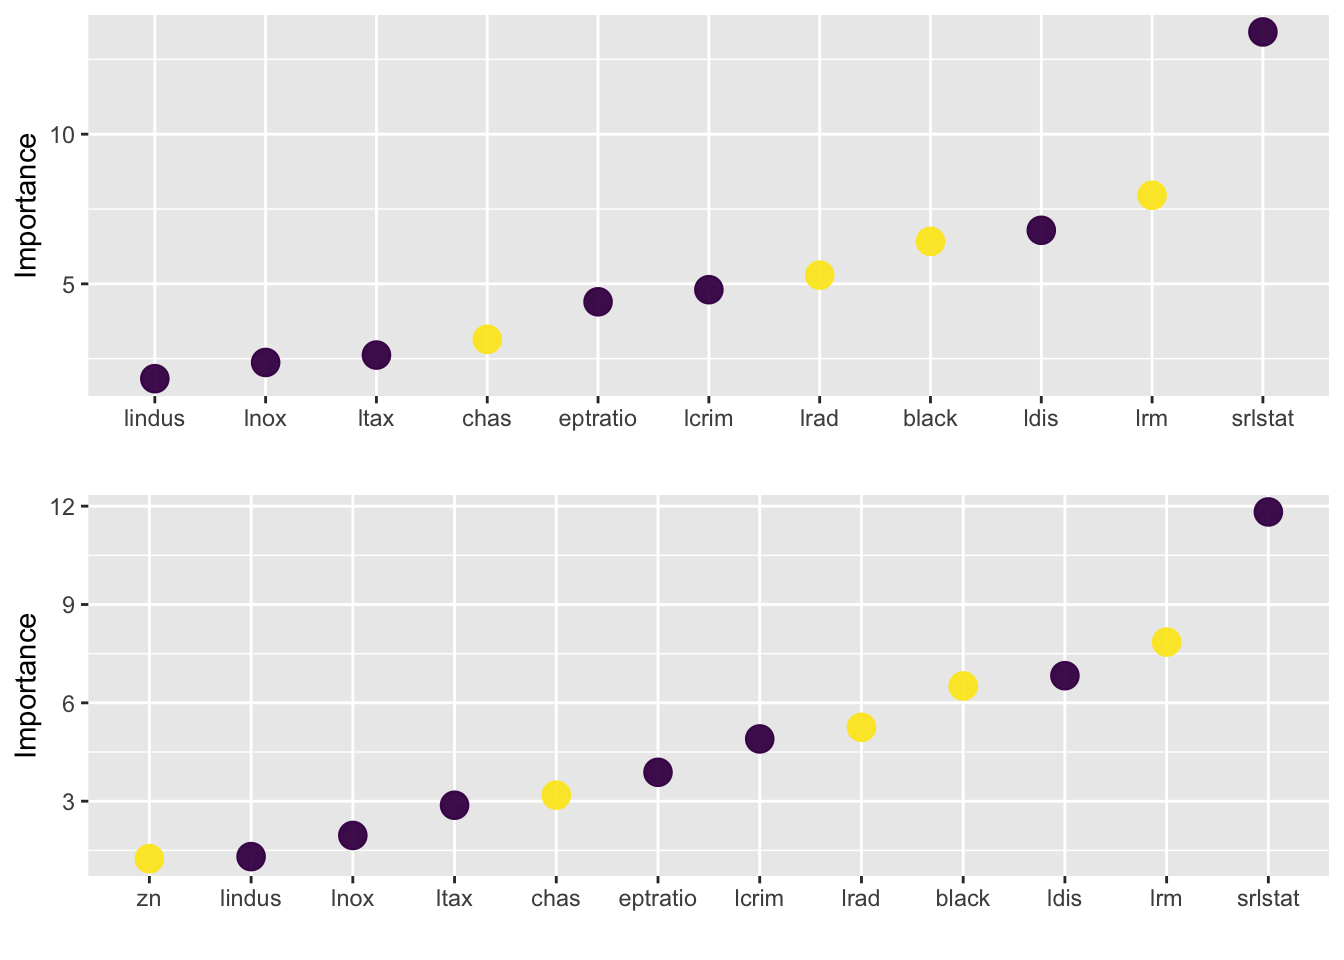 Importance
10
5
lindus lnox ltax chas eptratio lcrim lrad black ldis lrm srlstat
Importance
12
9
6
3
zn lindus lnox ltax chas eptratio lcrim lrad black ldis lrm srlstat